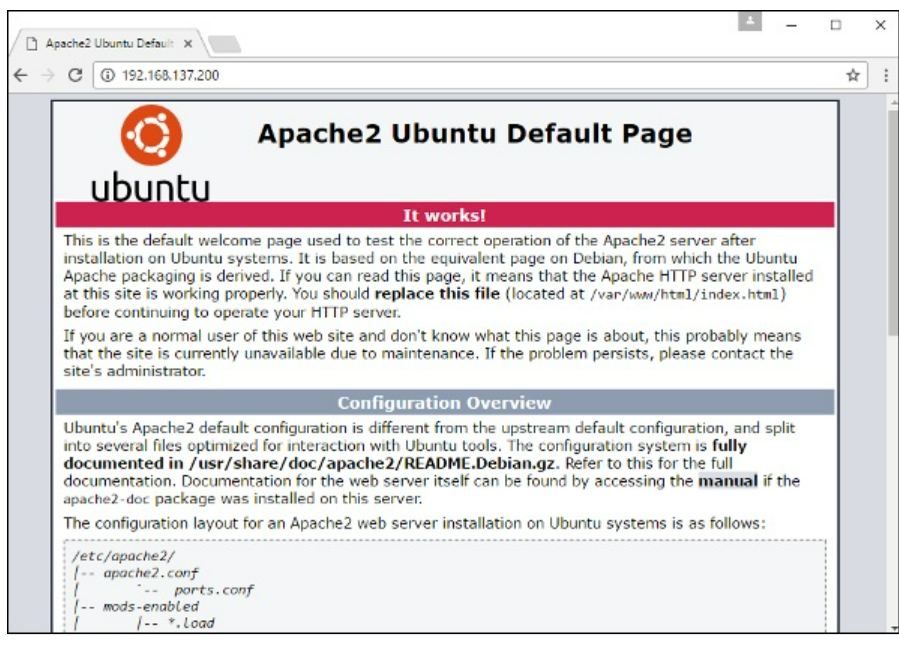 Apache2 Ubuntu Default
192.168.137.200
ubuntu
Apache2 Ubuntu Default Page
It works!
This is the default welcome page used to test the correct operation of the Apache2 server after
installation on Ubuntu systems. It is based on the equivalent page on Debian, from which the Ubuntu
Apache packaging is derived. If you can read this page, it means that the Apache HTTP server installed
at this site is working properly. You should replace this file (located at /var/www/html/index.html)
before continuing to operate your HTTP server.
If you are a normal user of this web site and don't know what this page is about, this probably means
that the site is currently unavailable due to maintenance. If the problem persists, please contact the
site's administrator.
Configuration Overview
Ubuntu's Apache2 default configuration is different from the upstream default configuration, and split
into several files optimized for interaction with Ubuntu tools. The configuration system is fully
documented in /usr/share/doc/apache2/README.Debian.gz. Refer to this for the full
documentation. Documentation for the web server itself can be found by accessing the manual if the
apache2-doc package was installed on this server.
The configuration layout for an Apache2 web server installation on Ubuntu systems is as follows:
/etc/apache2/
|-- apache2.conf
|       `--  ports.conf
|-- mods-enabled
|       |-- *.load